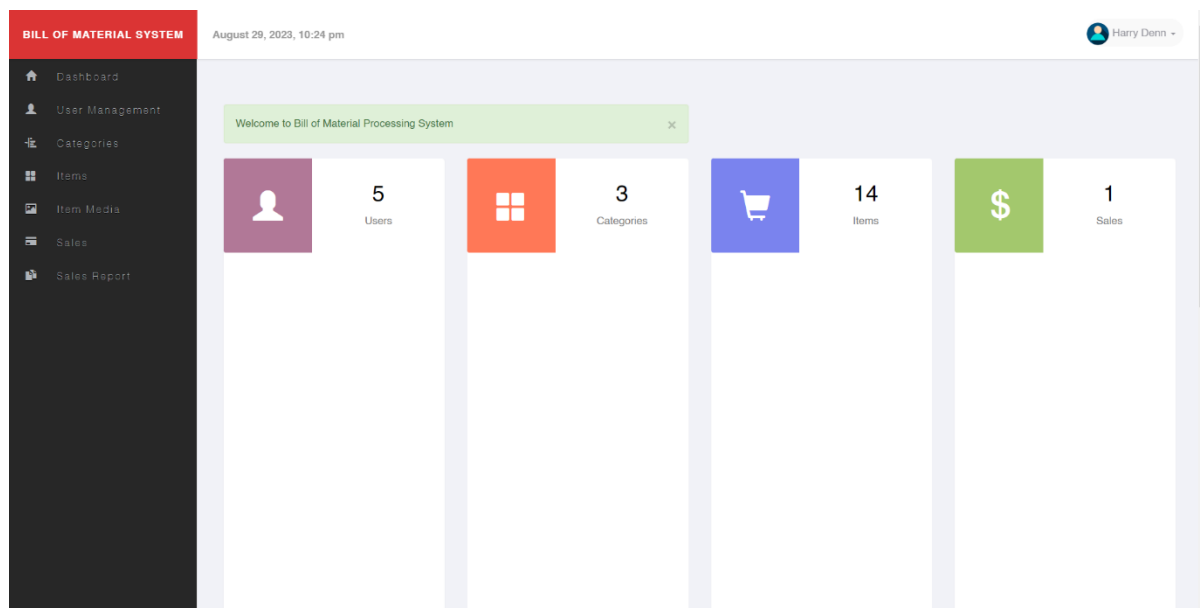 BILL OF MATERIAL SYSTEM
August 29, 2023, 10:24 pm
Harry Denn
Dashboard
User Management
Categories
Items
Item Media
Sales
Sales Report
Welcome to Bill of Material Processing System
×
5
Users
3
Categories
14
Items
$
1
Sales